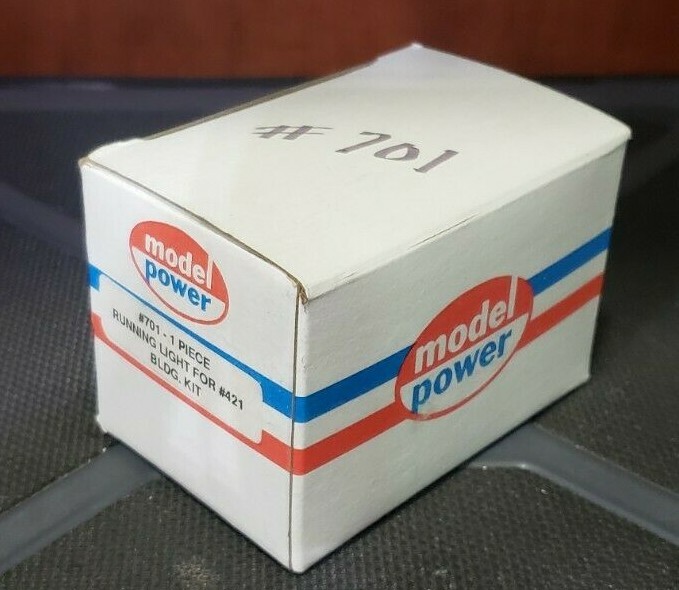 # 701
model
power
#701 - 1 PIECE
RUNNING LIGHT FOR #421
BLDG. KIT
model
power